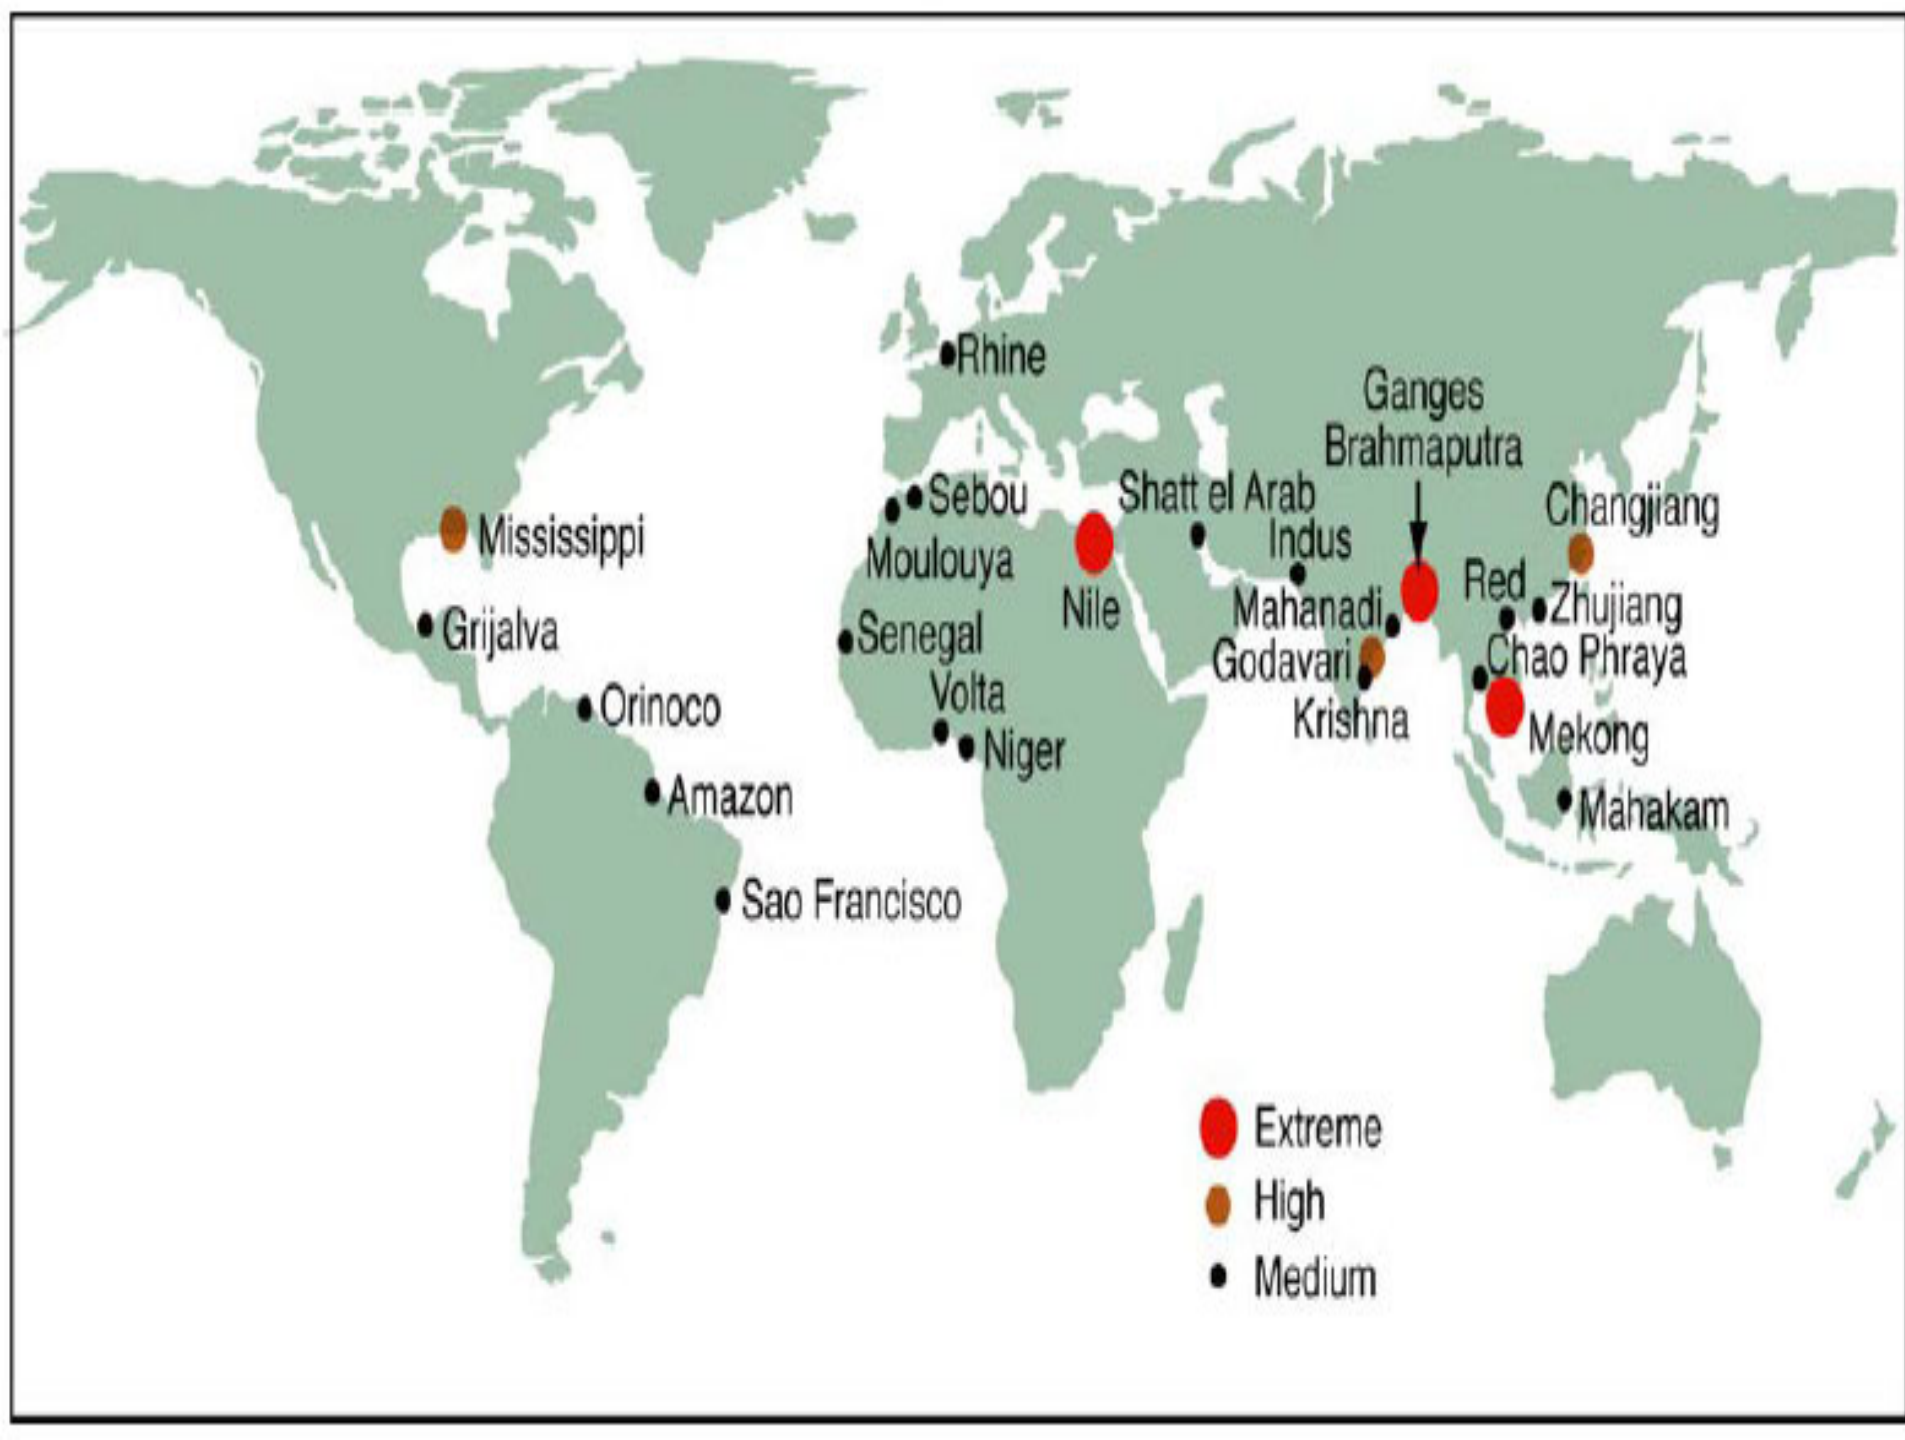 Rhine
Ganges
Brahmaputra
Sebou
Shatt el Arab
Changjiang
Mississippi
Indus
Moulouya
Red
Nile
Mahanadi
Zhujiang
Grijalva
Senegal
Godavari
Chao Phraya
Volta
Orinoco
Krishna
Mekong
Niger
Amazon
Mahakam
Sao Francisco
Extreme
High
Medium